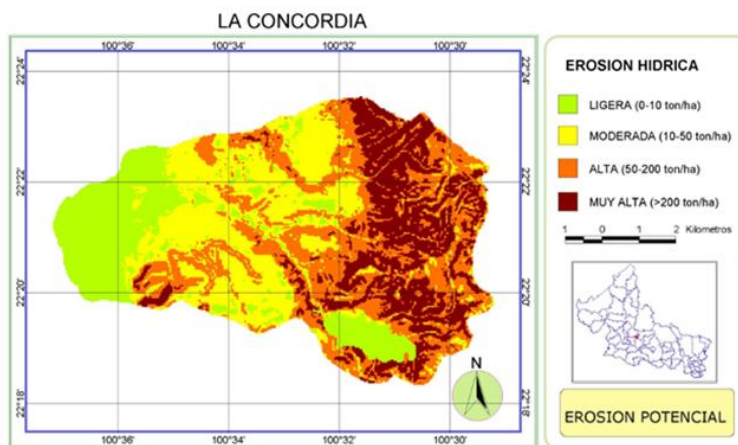 LA CONCORDIA
100°36' 100°34' 100°32' 100°30'
22°24' 22°24'
22°22' 22°22'
22°20' 22°20'
22°18' 22°18'
100°36' 100°34' 100°32' 100°30'
N
EROSION HIDRICA
LIGERA (0-10 ton/ha)
MODERADA (10-50 ton/ha)
ALTA (50-200 ton/ha)
MUY ALTA (>200 ton/ha)
1 0 1 2 Kilometros
EROSION POTENCIAL